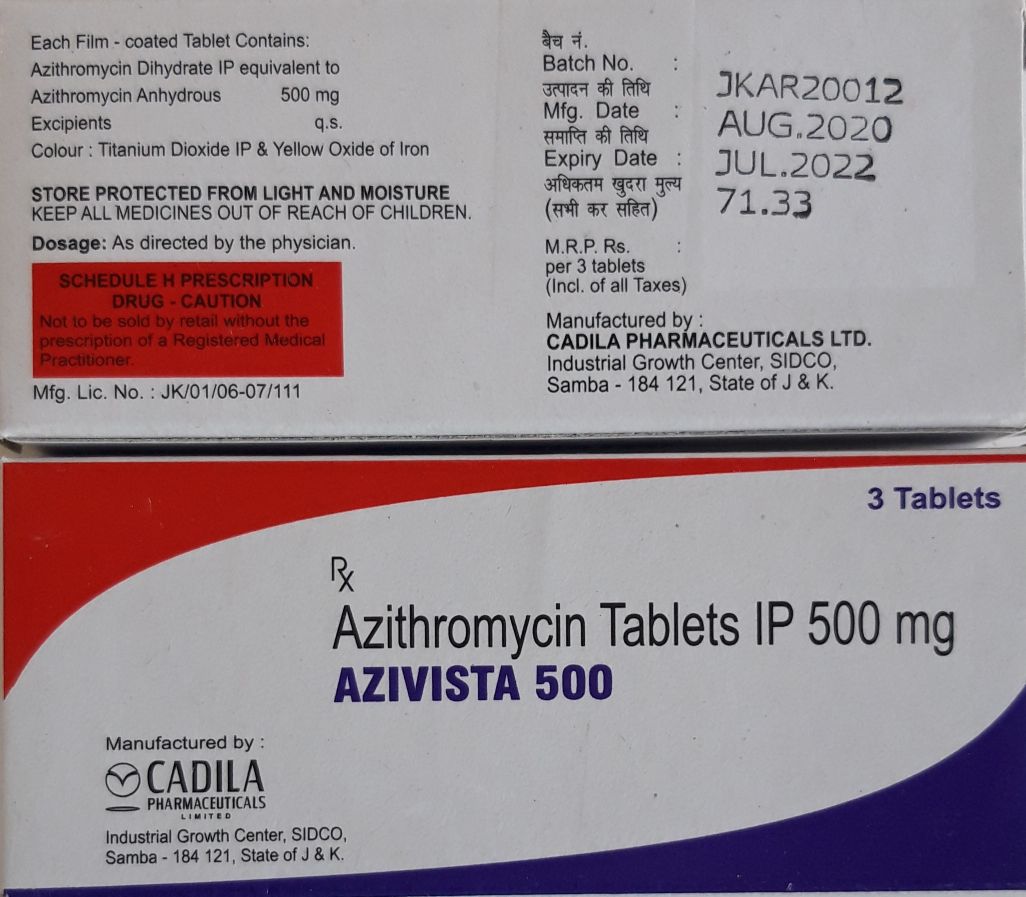 Each Film - coated Tablet Contains:
Azithromycin Dihydrate IP equivalent to
Azithromycin Anhydrous 500 mg
Excipients q.s.
Colour : Titanium Dioxide IP & Yellow Oxide of Iron
STORE PROTECTED FROM LIGHT AND MOISTURE
KEEP ALL MEDICINES OUT OF REACH OF CHILDREN.
Dosage: As directed by the physician.
SCHEDULE H PRESCRIPTION
DRUG - CAUTION
Not to be sold by retail without the
prescription of a Registered Medical
Practitioner.
Mfg. Lic. No. : JK/01/06-07/111
बैच नं.
Batch No. :
उत्पादन की तिथि
Mfg. Date :
समाप्ति की तिथि
Expiry Date :
अधिकतम खुदरा मुल्य
(सभी कर सहित)
M.R.P. Rs. :
per 3 tablets
(Incl. of all Taxes)
JKAR20012
AUG.2020
JUL.2022
71.33
Manufactured by :
CADILA PHARMACEUTICALS LTD.
Industrial Growth Center, SIDCO,
Samba - 184 121, State of J & K.
3 Tablets
Rx
Azithromycin Tablets IP 500 mg
AZIVISTA 500
Manufactured by :
CADILA
PHARMACEUTICALS
LIMITED
Industrial Growth Center, SIDCO,
Samba - 184 121, State of J & K.